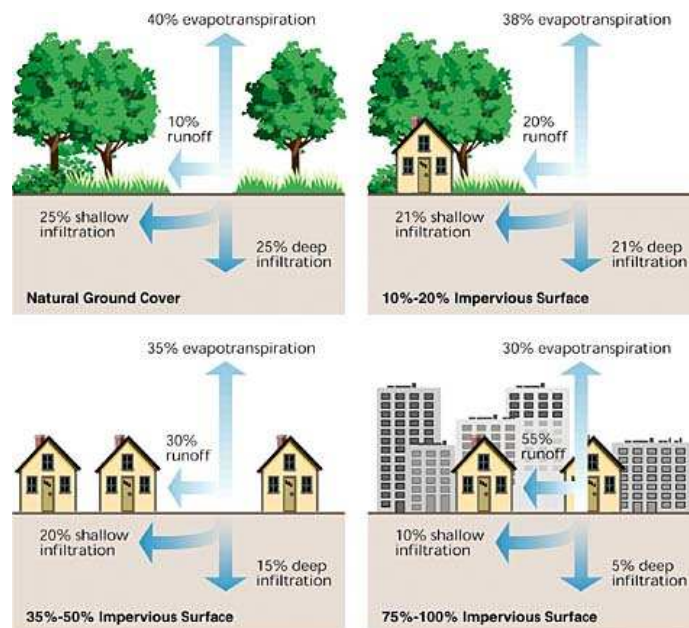 40% evapotranspiration
10%
runoff
25% shallow
infiltration
25% deep
infiltration
Natural Ground Cover
38% evapotranspiration
20%
runoff
21% shallow
infiltration
21% deep
infiltration
10%-20% Impervious Surface
35% evapotranspiration
30%
runoff
20% shallow
infiltration
15% deep
infiltration
35%-50% Impervious Surface
30% evapotranspiration
55%
runoff
10% shallow
infiltration
5% deep
infiltration
75%-100% Impervious Surface